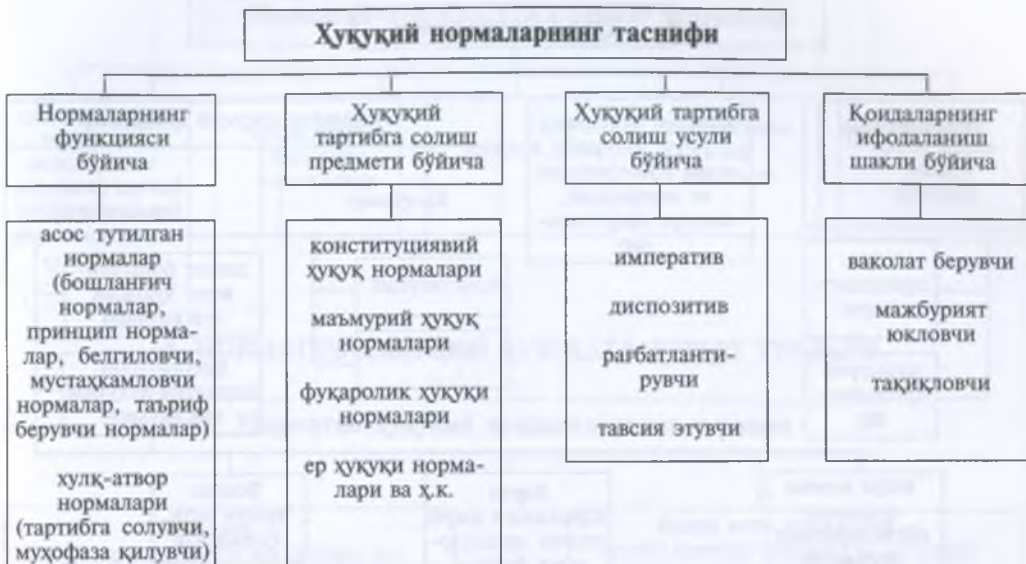 Ҳуқуқий нормаларнинг таснифи
Нормаларнинг
функцияси
бўйича
асос тутилган
нормалар
(бошланғич
нормалар,
принцип норма-
лар, белгиловчи,
мустаҳкамловчи
нормалар, таъриф
берувчи нормалар)
хулқ-атвор
нормалари
(тартибга солувчи,
муҳофаза қилувчи)
Ҳуқуқий
тартибга солиш
предмети бўйича
конституциявий
ҳуқуқ нормалари
маъмурий ҳуқуқ
нормалари
фуқаролик ҳуқуқи
нормалари
ер ҳуқуқи норма-
лари ва ҳ.к.
Ҳуқуқий тартибга
солиш усули
бўйича
императив
диспозитив
рағбатланти-
рувчи
тавсия этувчи
Қоидаларнинг
ифодаланиш
шакли бўйича
ваколат берувчи
мажбурият
юкловчи
тақиқловчи